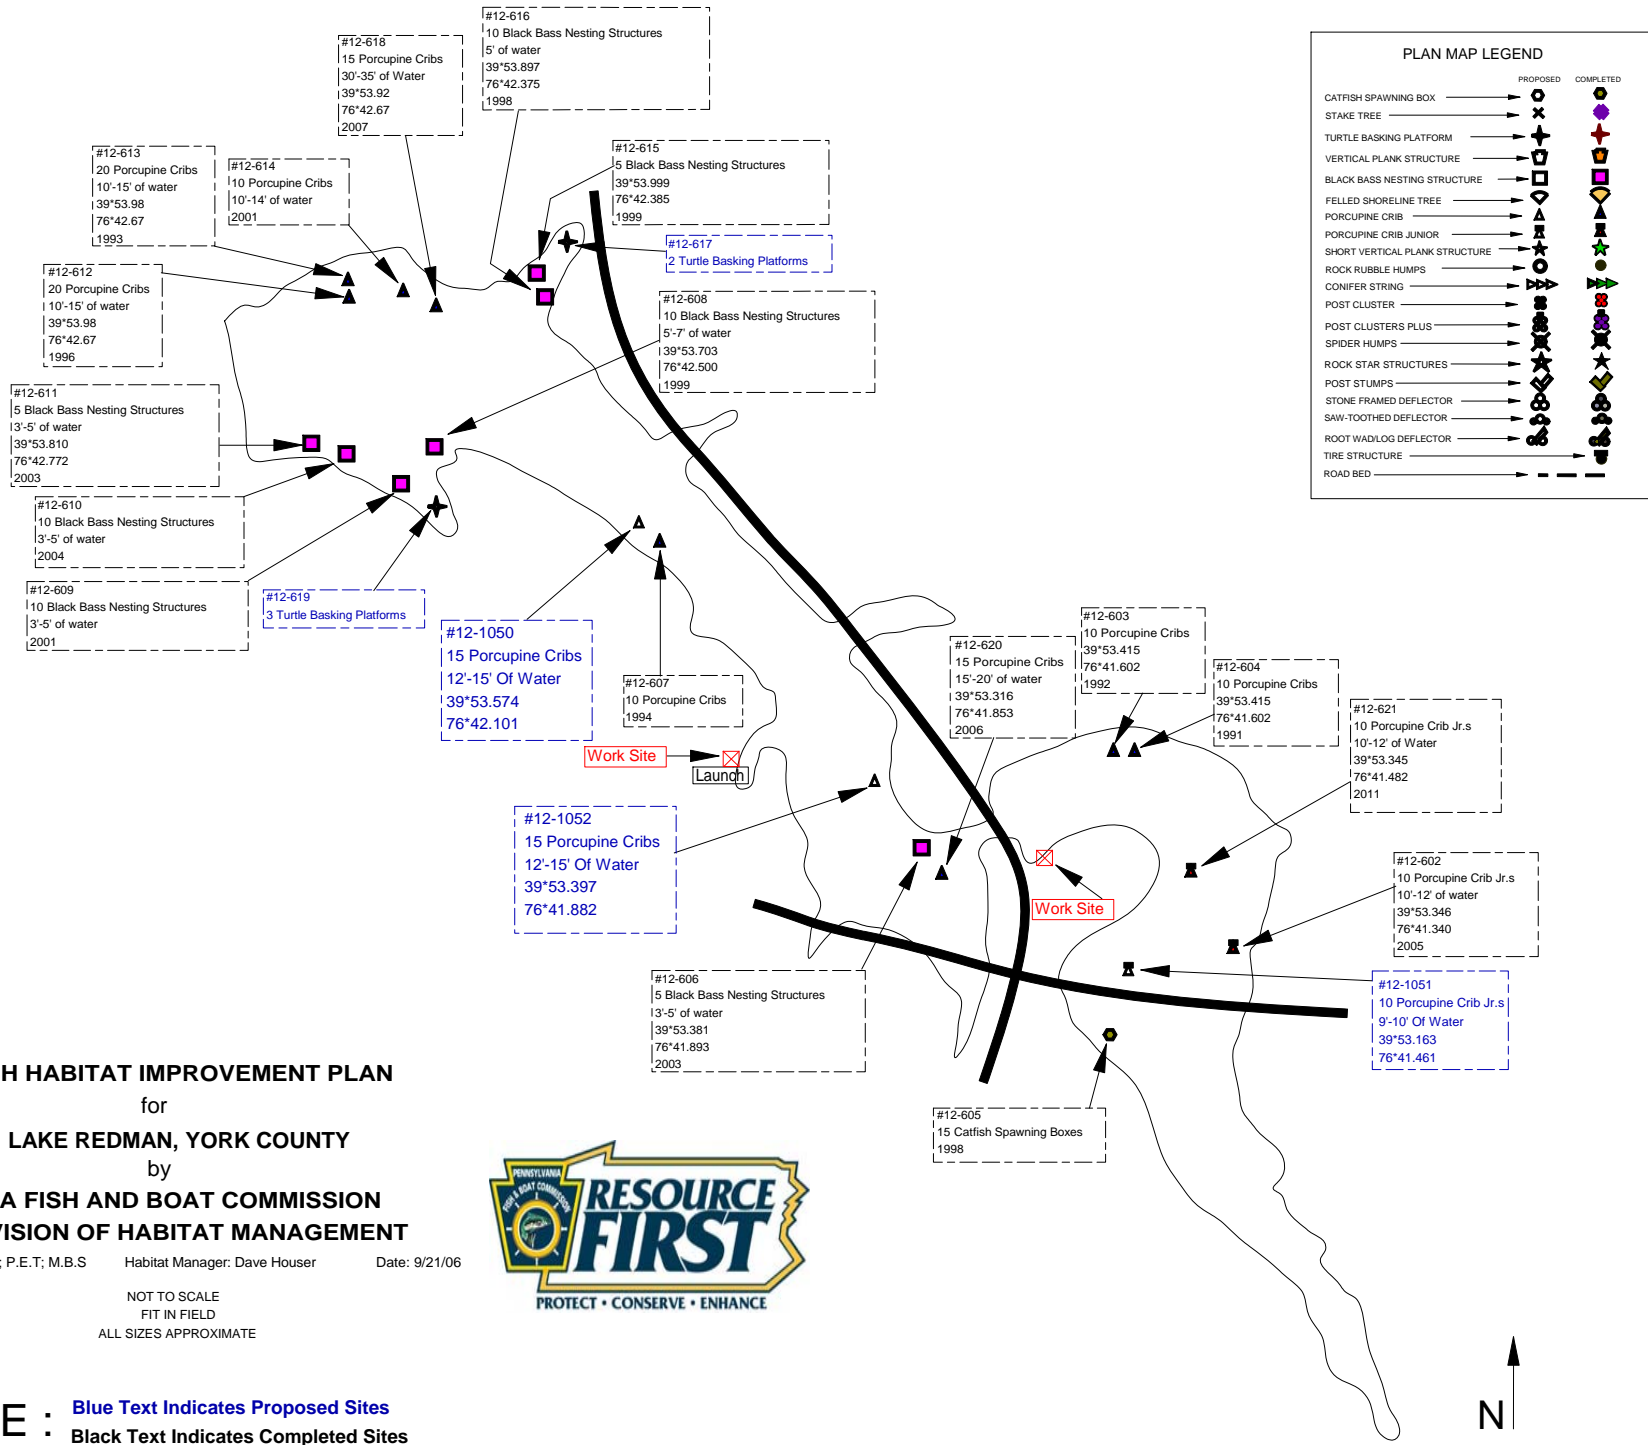 #12-616
10 Black Bass Nesting Structures
5' of water
39*53.897
76*42.375
1998
#12-618
15 Porcupine Cribs
30'-35' of Water
39*53.92
76*42.67
2007
#12-613
20 Porcupine Cribs
10'-15' of water
39*53.98
76*42.67
1993
#12-614
10 Porcupine Cribs
10'-14' of water
2001
#12-615
5 Black Bass Nesting Structures
39*53.999
76*42.385
1999
#12-617
2 Turtle Basking Platforms
#12-612
20 Porcupine Cribs
10'-15' of water
39*53.98
76*42.67
1996
#12-608
10 Black Bass Nesting Structures
5'-7' of water
39*53.703
76*42.500
1999
#12-611
5 Black Bass Nesting Structures
3'-5' of water
39*53.810
76*42.772
2003
#12-610
10 Black Bass Nesting Structures
3'-5' of water
2004
#12-609
10 Black Bass Nesting Structures
3'-5' of water
2001
#12-619
3 Turtle Basking Platforms
#12-1050
15 Porcupine Cribs
12'-15' Of Water
39*53.574
76*42.101
#12-607
10 Porcupine Cribs
1994
Work Site
Launch
#12-1052
15 Porcupine Cribs
12'-15' Of Water
39*53.397
76*41.882
#12-620
15 Porcupine Cribs
15'-20' of water
39*53.316
76*41.853
2006
#12-603
10 Porcupine Cribs
39*53.415
76*41.602
1992
#12-604
10 Porcupine Cribs
39*53.415
76*41.602
1991
#12-621
10 Porcupine Crib Jr.s
10'-12' of Water
39*53.345
76*41.482
2011
#12-602
10 Porcupine Crib Jr.s
10'-12' of water
39*53.346
76*41.340
2005
Work Site
#12-1051
10 Porcupine Crib Jr.s
9'-10' Of Water
39*53.163
76*41.461
#12-606
5 Black Bass Nesting Structures
3'-5' of water
39*53.381
76*41.893
2003
#12-605
15 Catfish Spawning Boxes
1998
PLAN MAP LEGEND
PROPOSED COMPLETED
CATFISH SPAWNING BOX
STAKE TREE
TURTLE BASKING PLATFORM
VERTICAL PLANK STRUCTURE
BLACK BASS NESTING STRUCTURE
FELLED SHORELINE TREE
PORCUPINE CRIB
PORCUPINE CRIB JUNIOR
SHORT VERTICAL PLANK STRUCTURE
ROCK RUBBLE HUMPS
CONIFER STRING
POST CLUSTER
POST CLUSTERS PLUS
SPIDER HUMPS
ROCK STAR STRUCTURES
POST STUMPS
STONE FRAMED DEFLECTOR
SAW-TOOTHED DEFLECTOR
ROOT WAD/LOG DEFLECTOR
TIRE STRUCTURE
ROAD BED
H HABITAT IMPROVEMENT PLAN
for
LAKE REDMAN, YORK COUNTY
by
A FISH AND BOAT COMMISSION
VISION OF HABITAT MANAGEMENT
; P.E.T; M.B.S Habitat Manager: Dave Houser Date: 9/21/06
NOT TO SCALE
FIT IN FIELD
ALL SIZES APPROXIMATE
PENNSYLVANIA
FISH & BOAT COMMISSION
RESOURCE
FIRST
PROTECT • CONSERVE • ENHANCE
E : Blue Text Indicates Proposed Sites
Black Text Indicates Completed Sites
N